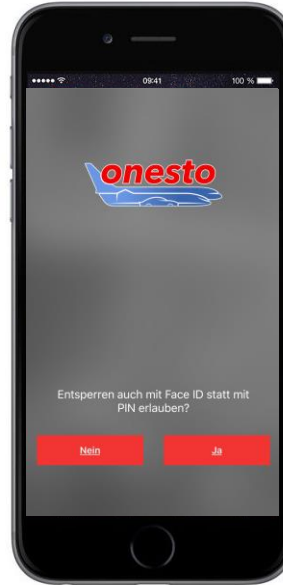 09:41
100 %
onesto
Entsperren auch mit Face ID statt mit
PIN erlauben?
Nein
Ja